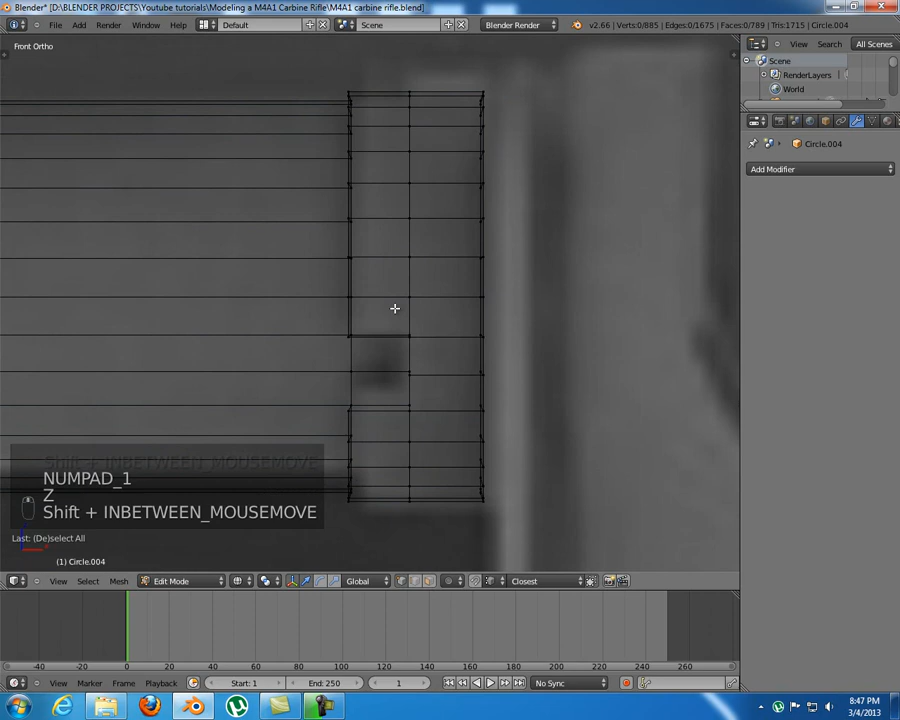 Blender* [D:\BLENDER PROJECTS\Youtube tutorials\Modeling a M4A1 Carbine Rifle\M4A1 carbine rifle.blend]
File Add Render Window Help Default Scene Blender Render v2.66 | Verts:0/885 | Edges:0/1675 | Faces:0/789 | Tris:1715 | Circle.004
Front Ortho
View Search All Scenes
Scene
RenderLayers
World
Circle.004
Add Modifier
Shift + INBETWEEN_MOUSEMOVE
NUMPAD_1
Z
Shift + INBETWEEN_MOUSEMOVE
Last: (De)select All
(1) Circle.004
View Select Mesh Edit Mode Global Closest
-40 -20 0 20 40 60 80 100 120 140 160 180 200 220 240 260
View Marker Frame Playback Start: 1 End: 250 1 No Sync
8:47 PM
3/4/2013